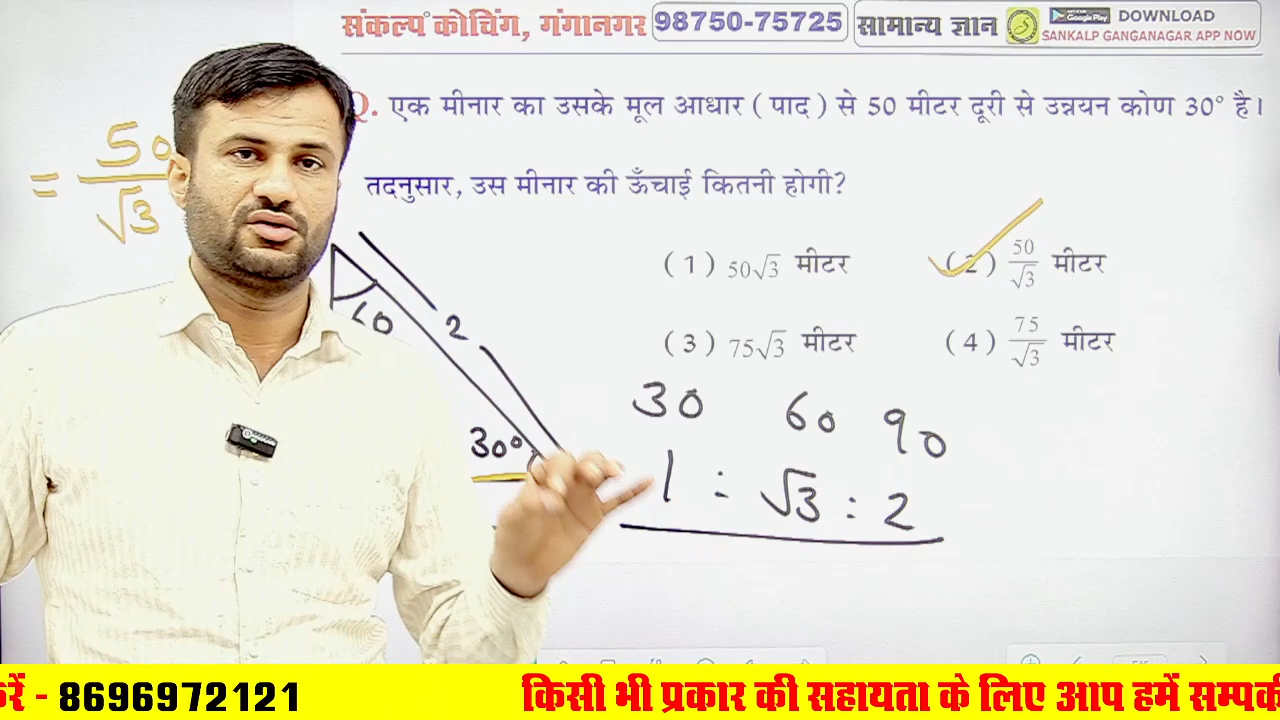 संकल्प कोचिंग, गंगानगर 98750-75725 सामान्य ज्ञान Google Play DOWNLOAD
SANKALP GANGANAGAR APP NOW
Q. एक मीनार का उसके मूल आधार ( पाद ) से 50 मीटर दूरी से उन्नयन कोण 30° है।
= 50/√3
तदनुसार, उस मीनार की ऊँचाई कितनी होगी?
(1) 50√3 मीटर (2) 50/√3 मीटर
(3) 75√3 मीटर (4) 75/√3 मीटर
60 2
30°
30 60 90
1 : √3 : 2
रें - 8696972121 किसी भी प्रकार की सहायता के लिए आप हमें सम्पर्क